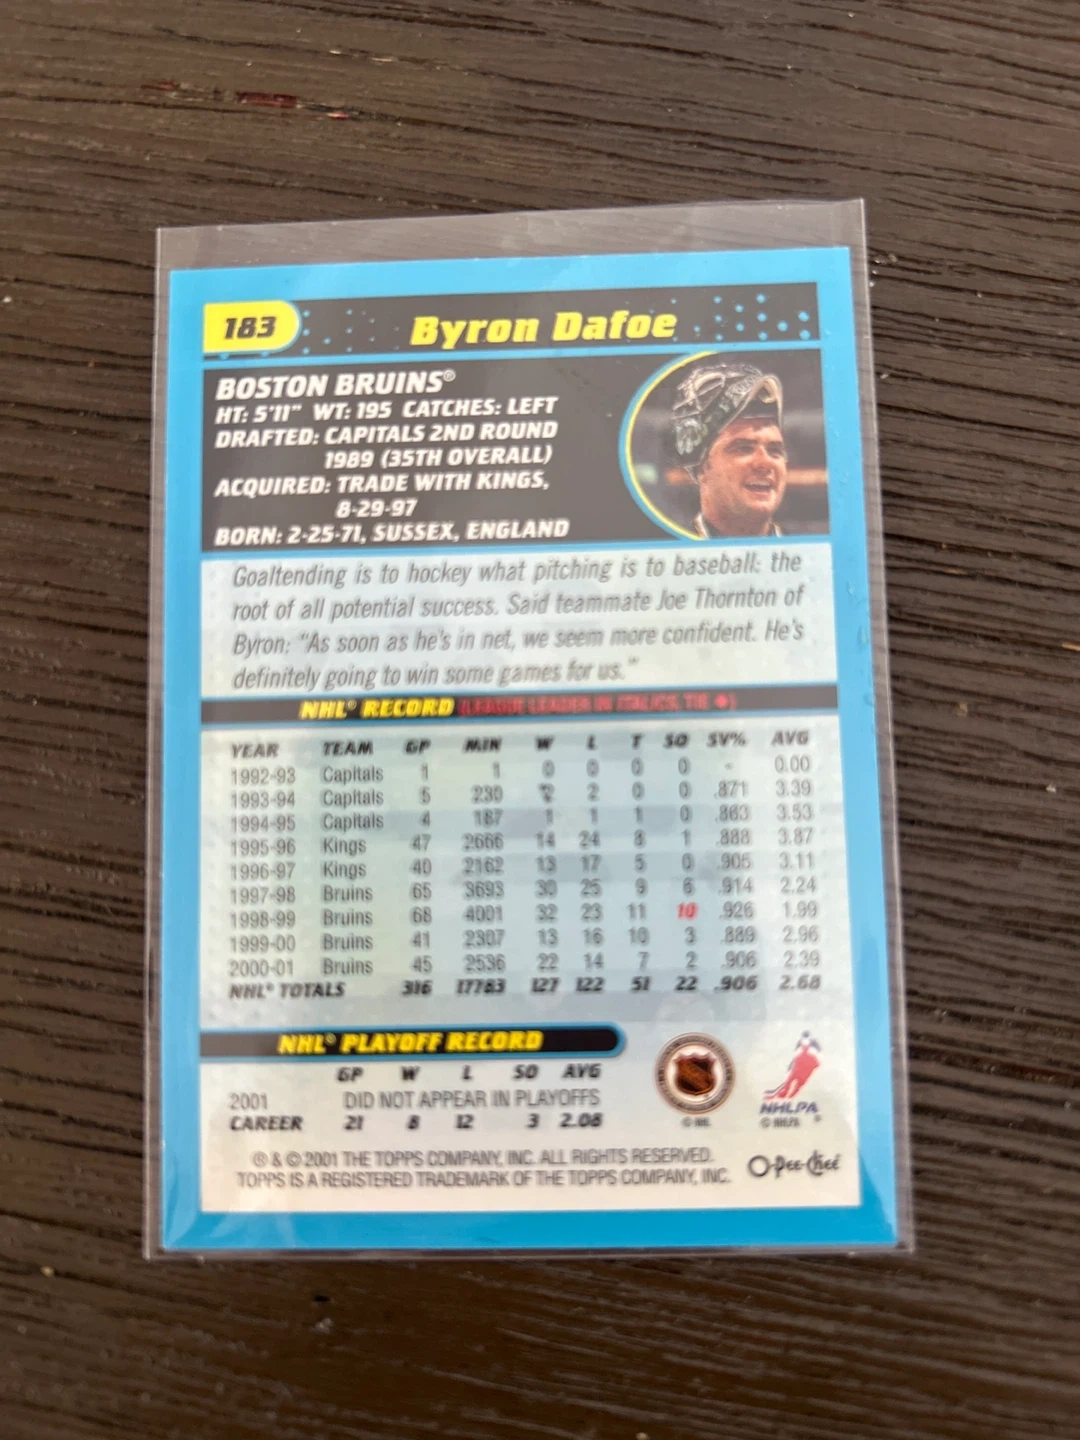 183
Byron Dafoe
BOSTON BRUINS®
HT: 5'11" WT: 195 CATCHES: LEFT
DRAFTED: CAPITALS 2ND ROUND
1989 (35TH OVERALL)
ACQUIRED: TRADE WITH KINGS,
8-29-97
BORN: 2-25-71, SUSSEX, ENGLAND
Goaltending is to hockey what pitching is to baseball: the
root of all potential success. Said teammate Joe Thornton of
Byron: "As soon as he's in net, we seem more confident. He's
definitely going to win some games for us."
NHL® RECORD (LEAGUE LEADER IN ITALICS, TIE ◆)
YEAR TEAM GP MIN W L T SO SV% AVG
1992-93 Capitals 1 1 0 0 0 0 - 0.00
1993-94 Capitals 5 230 2 2 0 0 .871 3.39
1994-95 Capitals 4 187 1 1 1 0 .863 3.53
1995-96 Kings 47 2666 14 24 8 1 .888 3.87
1996-97 Kings 40 2162 13 17 5 0 .905 3.11
1997-98 Bruins 65 3693 30 25 9 6 .914 2.24
1998-99 Bruins 68 4001 32 23 11 10 .926 1.99
1999-00 Bruins 41 2307 13 16 10 3 .889 2.96
2000-01 Bruins 45 2536 22 14 7 2 .906 2.39
NHL® TOTALS 316 17783 127 122 51 22 .906 2.68
NHL® PLAYOFF RECORD
GP W L SO AVG
2001 DID NOT APPEAR IN PLAYOFFS
CAREER 21 8 12 3 2.08
© NHL
NHLPA
© NHLPA
® & © 2001 THE TOPPS COMPANY, INC. ALL RIGHTS RESERVED.
TOPPS IS A REGISTERED TRADEMARK OF THE TOPPS COMPANY, INC.
O-Pee-Chee